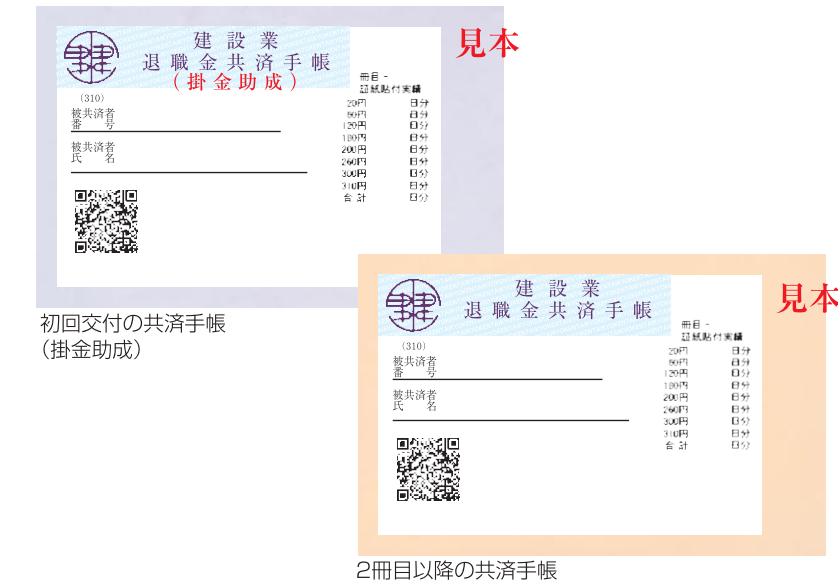 建設業
退職金共済手帳
(掛金助成)
見本
冊目-
証紙貼付実績
(310)
被共済者
番 号
被共済者
氏 名
20円 日分
60円 日分
120円 日分
180円 日分
200円 日分
260円 日分
300円 日分
310円 日分
合計 日分
初回交付の共済手帳
(掛金助成)
建設業
退職金共済手帳
見本
冊目-
証紙貼付実績
(310)
被共済者
番 号
被共済者
氏 名
20円 日分
60円 日分
120円 日分
180円 日分
200円 日分
260円 日分
300円 日分
310円 日分
合計 日分
2冊目以降の共済手帳